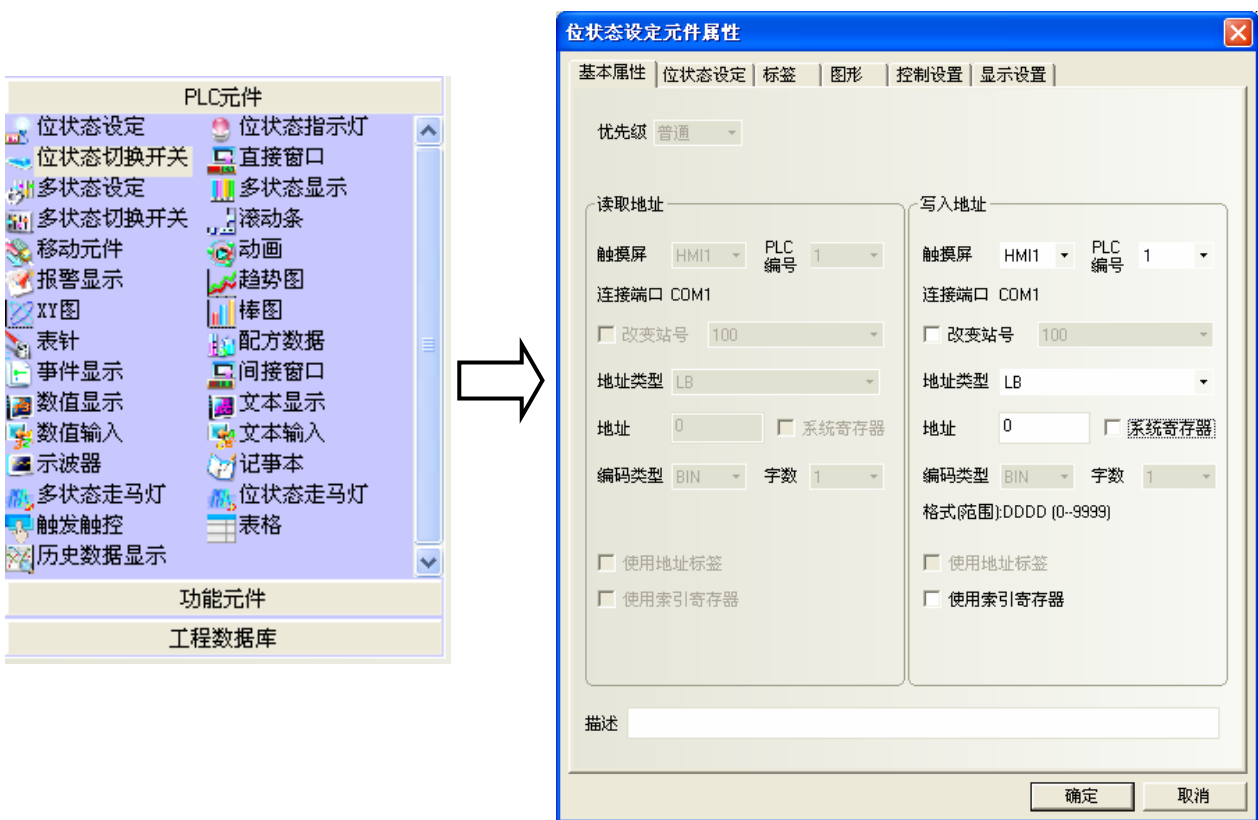 PLC元件
位状态设定 位状态指示灯
位状态切换开关 直接窗口
多状态设定 多状态显示
多状态切换开关 滚动条
移动元件 动画
报警显示 趋势图
XY图 棒图
表针 配方数据
事件显示 间接窗口
数值显示 文本显示
数值输入 文本输入
示波器 记事本
多状态走马灯 位状态走马灯
触发触控 表格
历史数据显示
功能元件
工程数据库
位状态设定元件属性
基本属性 位状态设定 标签 图形 控制设置 显示设置
优先级 普通
读取地址
触摸屏 HMI1 PLC编号 1
连接端口 COM1
改变站号 100
地址类型 LB
地址 0 系统寄存器
编码类型 BIN 字数 1
使用地址标签
使用索引寄存器
写入地址
触摸屏 HMI1 PLC编号 1
连接端口 COM1
改变站号 100
地址类型 LB
地址 0 系统寄存器
编码类型 BIN 字数 1
格式(范围):DDDD (0--9999)
使用地址标签
使用索引寄存器
描述
确定 取消